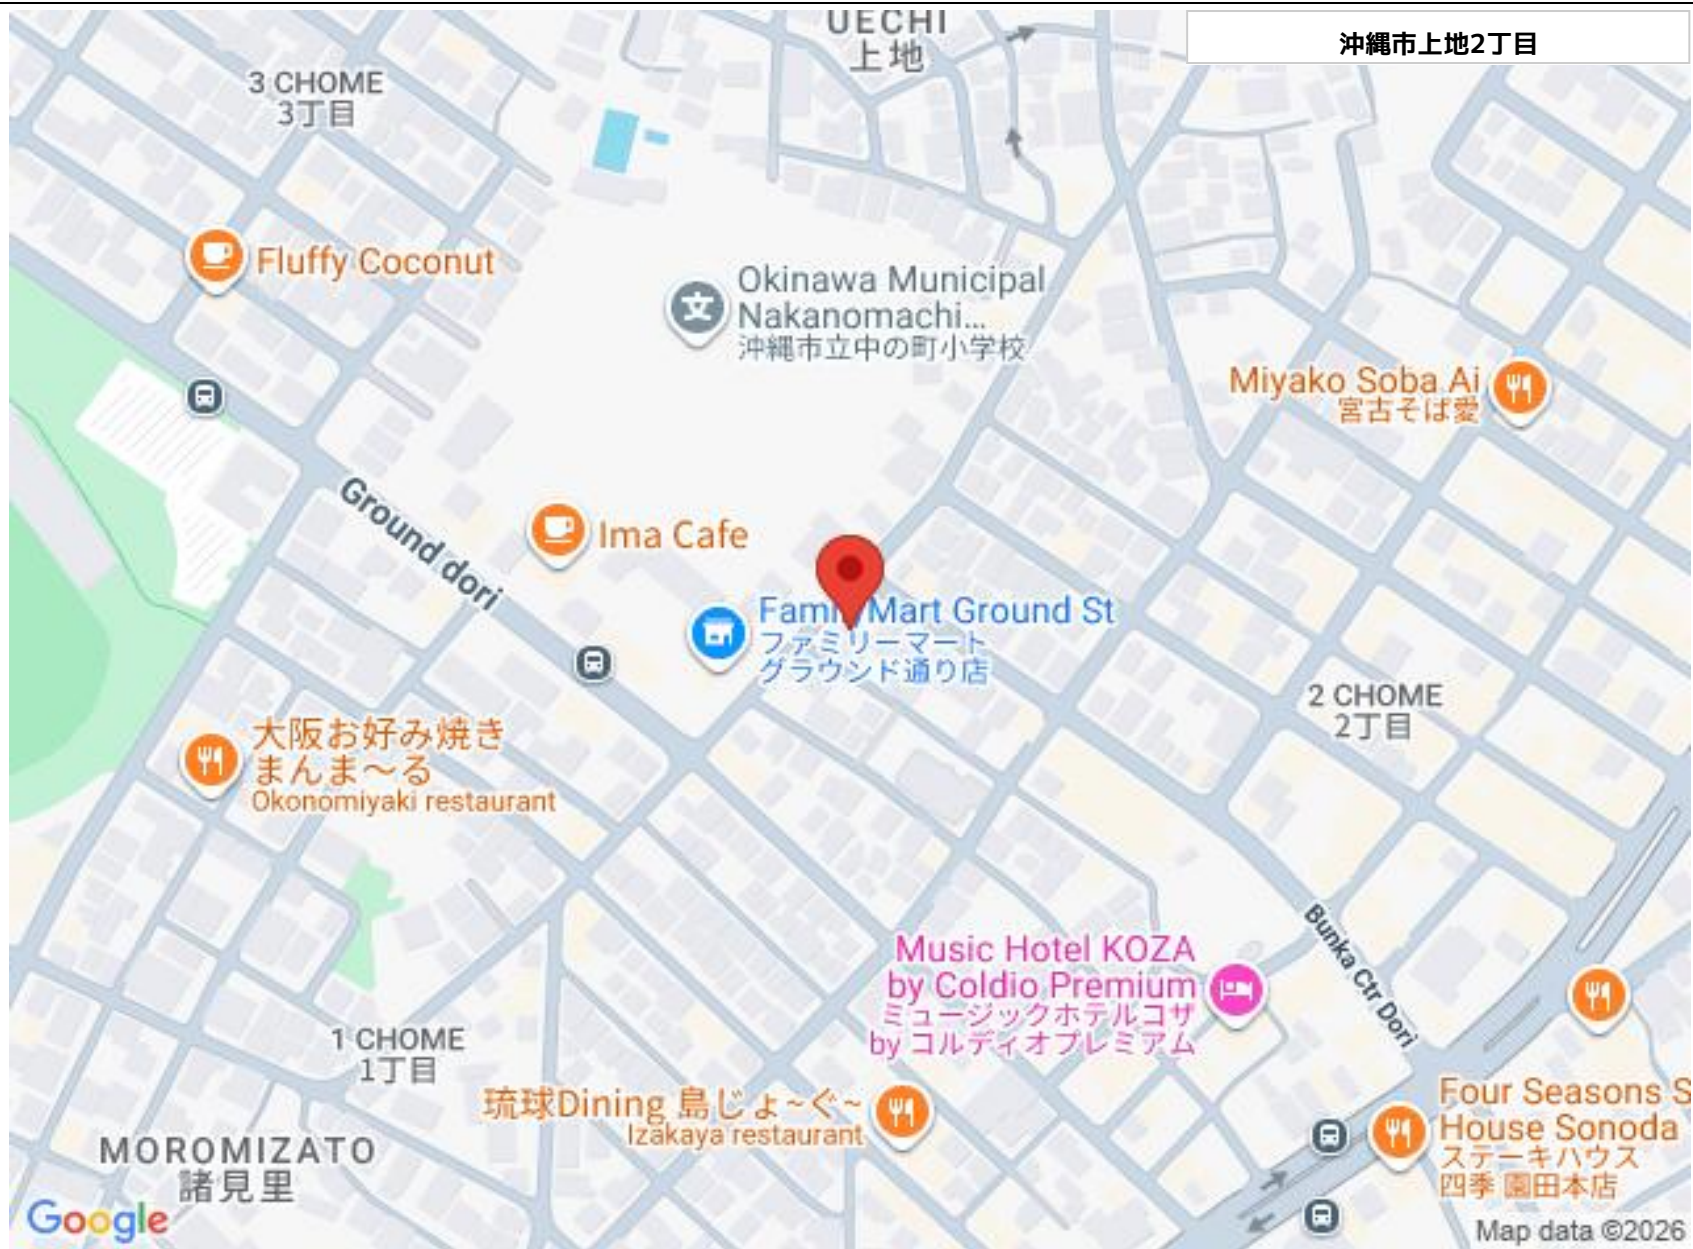 UECHI
上地
沖縄市上地2丁目
3 CHOME
3丁目
Fluffy Coconut
Okinawa Municipal
Nakanomachi...
沖縄市立中の町小学校
Miyako Soba Ai
宮古そば愛
Ground dori
Ima Cafe
FamilyMart Ground St
ファミリーマート
グラウンド通り店
2 CHOME
2丁目
大阪お好み焼き
まんま～る
Okonomiyaki restaurant
Music Hotel KOZA
by Coldio Premium
ミュージックホテルコザ
by コルディオプレミアム
Bunka Ctr Dori
1 CHOME
1丁目
琉球Dining 島じょ~ぐ~
Izakaya restaurant
Four Seasons S
House Sonoda
ステーキハウス
四季 園田本店
MOROMIZATO
諸見里
Google
Map data ©2026